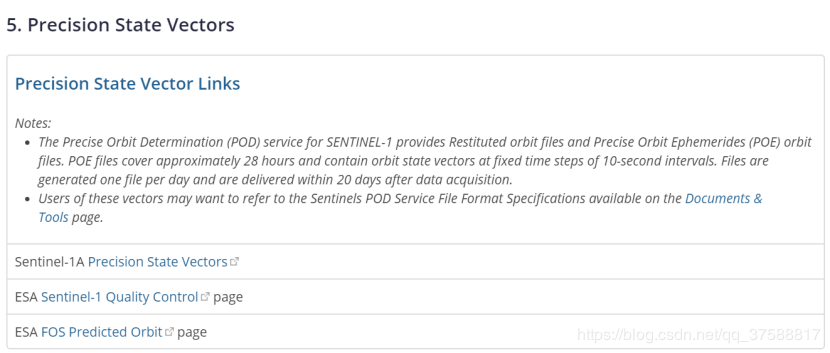 5. Precision State Vectors
Precision State Vector Links
Notes:
• The Precise Orbit Determination (POD) service for SENTINEL-1 provides Restituted orbit files and Precise Orbit Ephemerides (POE) orbit
files. POE files cover approximately 28 hours and contain orbit state vectors at fixed time steps of 10-second intervals. Files are
generated one file per day and are delivered within 20 days after data acquisition.
• Users of these vectors may want to refer to the Sentinels POD Service File Format Specifications available on the Documents &
Tools page.
Sentinel-1A Precision State Vectors
ESA Sentinel-1 Quality Control page
ESA FOS Predicted Orbit page
https://blog.csdn.net/qq_37588817